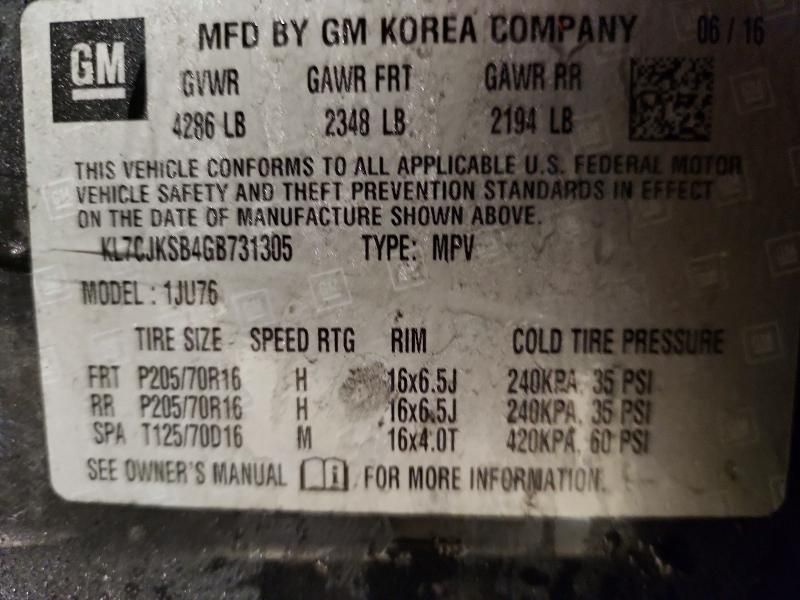 GM
MFD BY GM KOREA COMPANY 06 / 16
GVWR GAWR FRT GAWR RR
4286 LB 2348 LB 2194 LB
THIS VEHICLE CONFORMS TO ALL APPLICABLE U.S. FEDERAL MOTOR
VEHICLE SAFETY AND THEFT PREVENTION STANDARDS IN EFFECT
ON THE DATE OF MANUFACTURE SHOWN ABOVE.
KL7CJKSB4GB731305 TYPE: MPV
MODEL : 1JU76
TIRE SIZE SPEED RTG RIM COLD TIRE PRESSURE
FRT P205/70R16 H 16x6.5J 240KPA, 35 PSI
RR P205/70R16 H 16x6.5J 240KPA, 35 PSI
SPA T125/70D16 M 16x4.0T 420KPA, 60 PSI
SEE OWNER'S MANUAL i FOR MORE INFORMATION.